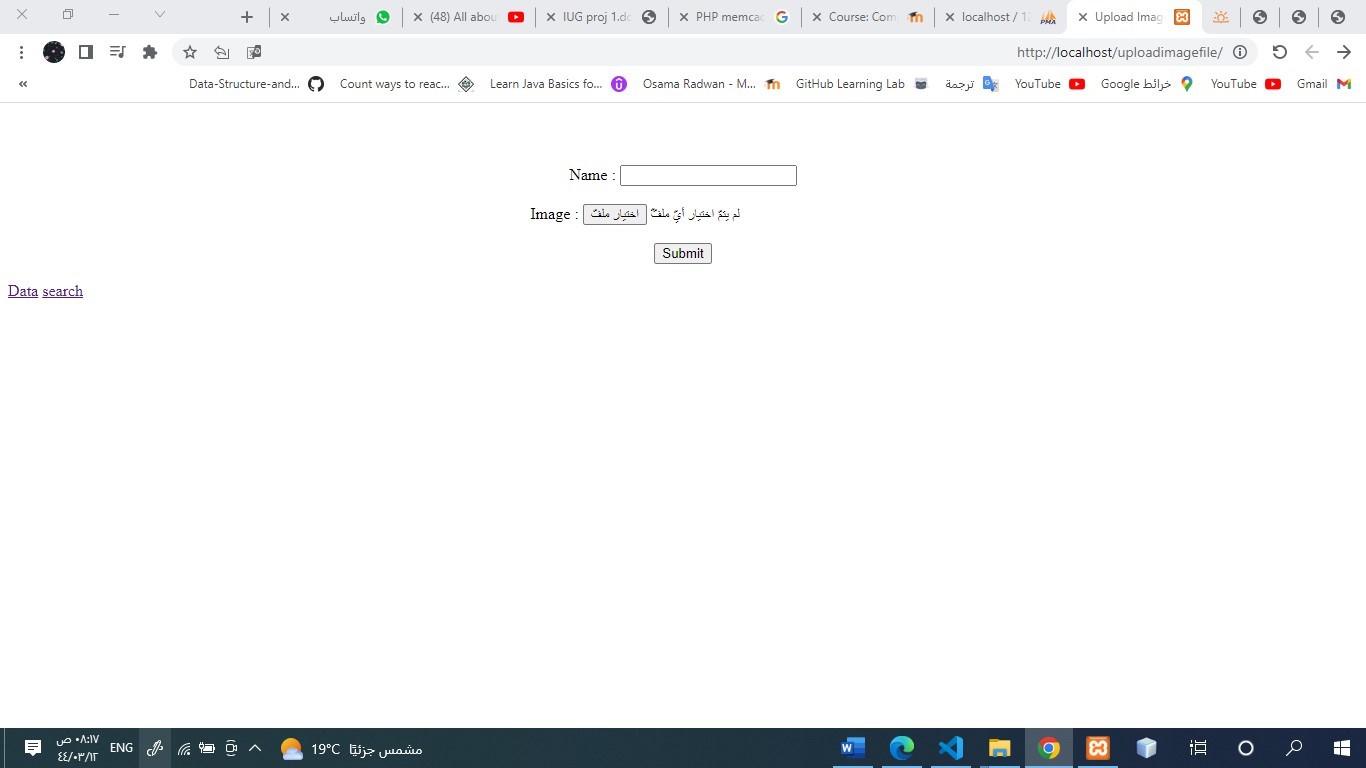 واتساب
(48) All abou
IUG proj 1.do
PHP memcac
Course: Com
localhost / 12
Upload Imag
http://localhost/uploadimagefile/
«
Data-Structure-and...
Count ways to reac...
Learn Java Basics fo...
Osama Radwan - M...
GitHub Learning Lab
ترجمة
YouTube
خرائط Google
YouTube
Gmail
Name :
Image : اختيار ملفّ لم يتمّ اختيار أيّ ملفّ
Submit
Data search
٠٨:١٧ ص
٤٤/٠٣/١٢
ENG
19°C مشمس جزئيًا